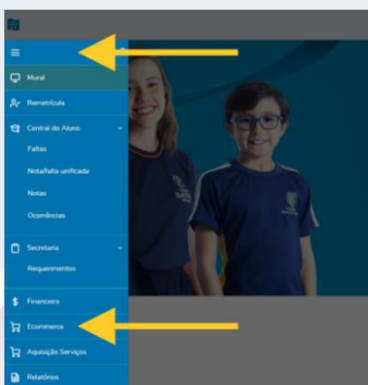 Mural
Rematrícula
Central do Aluno
Faltas
Nota/falta unificada
Notas
Ocorrências
Secretaria
Requerimentos
Financeiro
Ecommerce
Aquisição Serviços
Relatórios